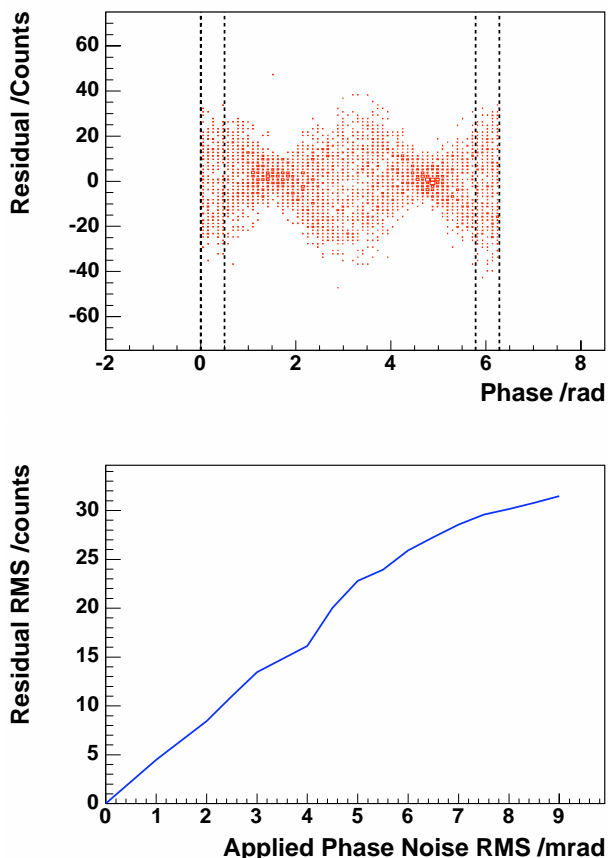 Residual /Counts
60
40
20
0
-20
-40
-60
-2 0 2 4 6 8
Phase /rad
Residual RMS /counts
30
25
20
15
10
5
0
0 1 2 3 4 5 6 7 8 9
Applied Phase Noise RMS /mrad